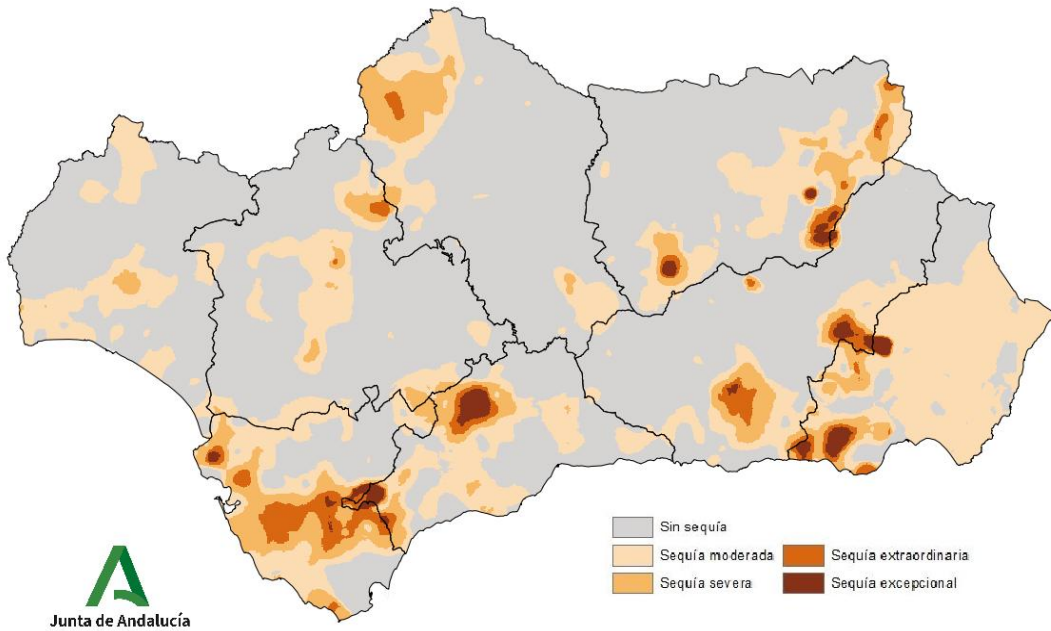 Sin sequía
Sequía moderada
Sequía extraordinaria
Sequía severa
Sequía excepcional
Junta de Andalucía